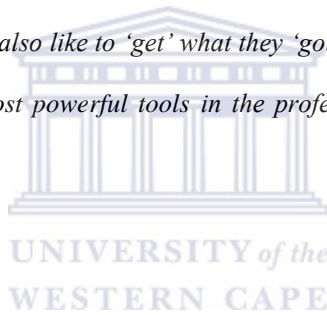 also like to ‘get’ what they ‘go
ost powerful tools in the profe
UNIVERSITY of the
WESTERN CAPE